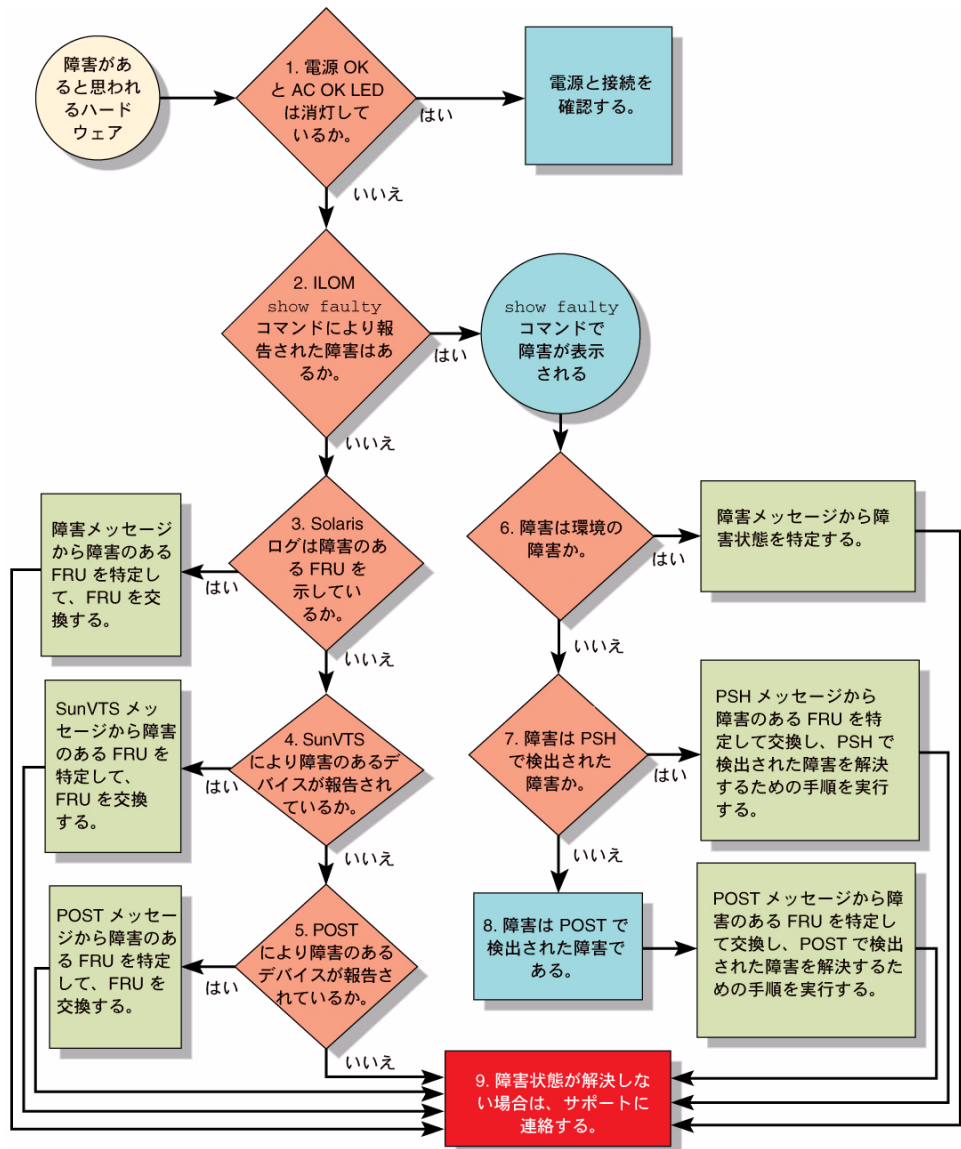 障害があ
ると思われ
るハード
ウェア
1. 電源 OK
と AC OK LED
は消灯して
いるか。
はい
電源と接続を
確認する。
いいえ
2. ILOM
show faulty
コマンドにより報
告された障害はあ
るか。
はい
show faulty
コマンドで
障害が表示
される
いいえ
3. Solaris
ログは障害の
ある FRU を
示してい
るか。
はい
障害メッセージ
から障害のある
FRU を特定し
て、FRU を交
換する。
6. 障害は環境の
障害か。
はい
障害メッセージから障
害状態を特定する。
いいえ
いいえ
4. SunVTS
により障害のあるデ
バイスが報告され
ているか。
はい
SunVTS メッ
セージから障害
のある FRU を
特定して、
FRU を交換
する。
7. 障害は PSH
で検出された
障害か。
はい
PSH メッセージから
障害のある FRU を特
定して交換し、PSH で
検出された障害を解決
するための手順を実行
する。
いいえ
いいえ
5. POST
により障害のある
デバイスが報告さ
れているか。
はい
POST メッセー
ジから障害のあ
る FRU を特定
して、FRU を
交換する。
8. 障害は POST で
検出された障害で
ある。
POST メッセージから障
害のある FRU を特定し
て交換し、POST で検出
された障害を解決するた
めの手順を実行する。
いいえ
9. 障害状態が解決しな
い場合は、サポートに
連絡する。